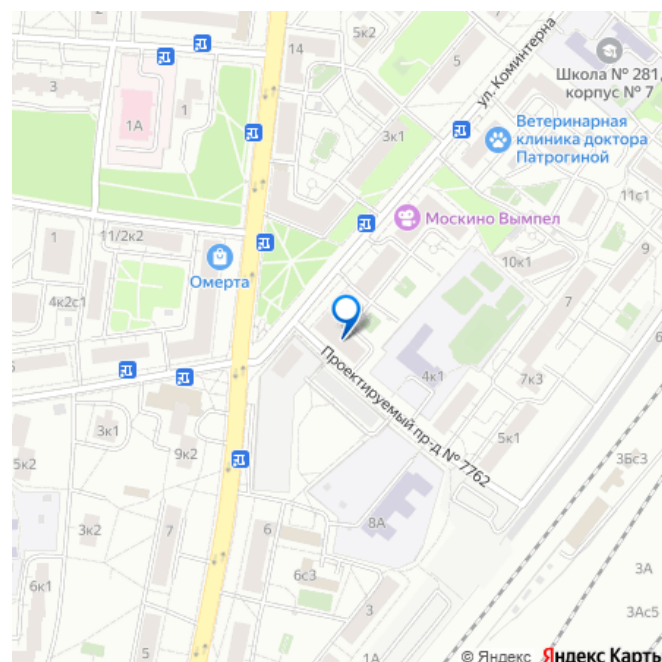 5к2
14
5
ул. Коминтерна
Школа № 281,
корпус № 7
3
1А
1
3к1
Ветеринарная
клиника доктора
Патрогиной
11с1
Москино Вымпел
1
11/2к2
Омерта
10к1
9
4к2с1
7
6
Проектируемый пр-д № 7762
4к1
7к3
3к1
9к2
5к1
5к2
3Бс3
3к2
7
6
8А
6к1
6с3
3А
5
3
3Ас5
1А
© Яндекс Яндекс Карты